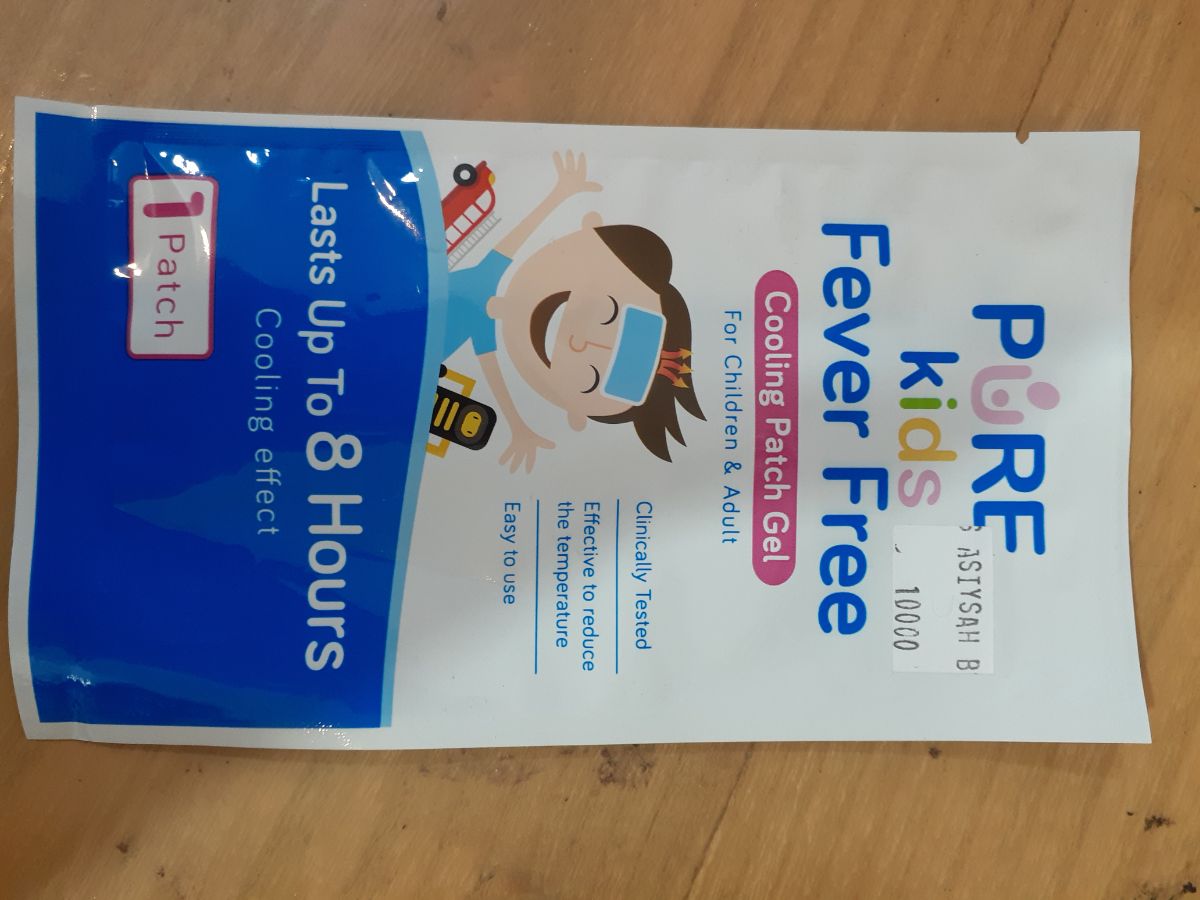 PURE
kids
ASIYSAH B
10000
Fever Free
Cooling Patch Gel
For Children & Adult
Clinically Tested
Effective to reduce
the temperature
Easy to use
Lasts Up To 8 Hours
Cooling effect
1 Patch